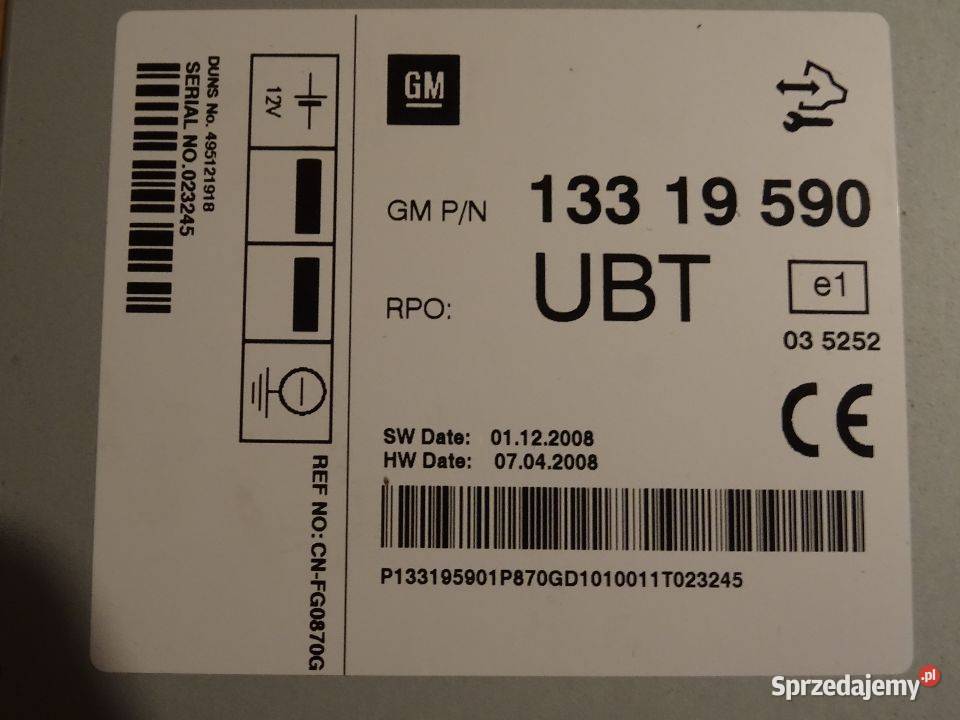 DUNS No. 495121918
SERIAL NO.023245
12V
REF NO: CN-FG0870G
GM
GM P/N 133 19 590
RPO: UBT
e1
03 5252
CE
SW Date: 01.12.2008
HW Date: 07.04.2008
P133195901P870GD1010011T023245
Sprzedajemy.pl